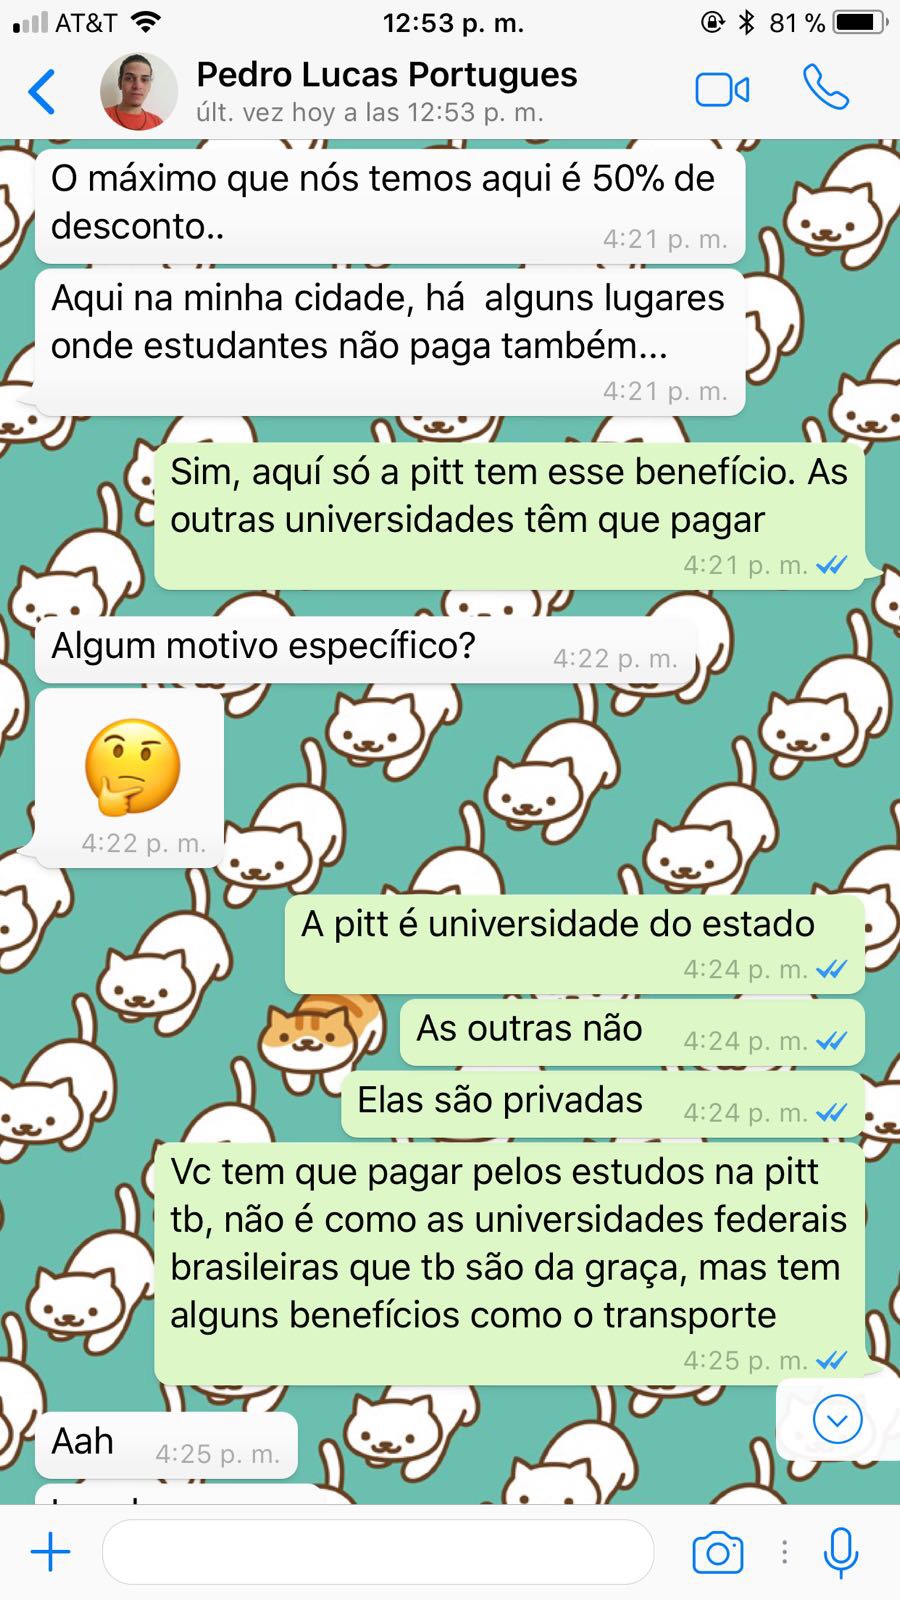 AT&T 12:53 p. m. 81 %
Pedro Lucas Portugues
últ. vez hoy a las 12:53 p. m.
O máximo que nós temos aqui é 50% de
desconto..
4:21 p. m.
Aqui na minha cidade, há alguns lugares
onde estudantes não paga também...
4:21 p. m.
Sim, aquí só a pitt tem esse benefício. As
outras universidades têm que pagar
4:21 p. m.
Algum motivo específico? 4:22 p. m.
4:22 p. m.
A pitt é universidade do estado
4:24 p. m.
As outras não 4:24 p. m.
Elas são privadas 4:24 p. m.
Vc tem que pagar pelos estudos na pitt
tb, não é como as universidades federais
brasileiras que tb são da graça, mas tem
alguns benefícios como o transporte
4:25 p. m.
Aah 4:25 p. m.